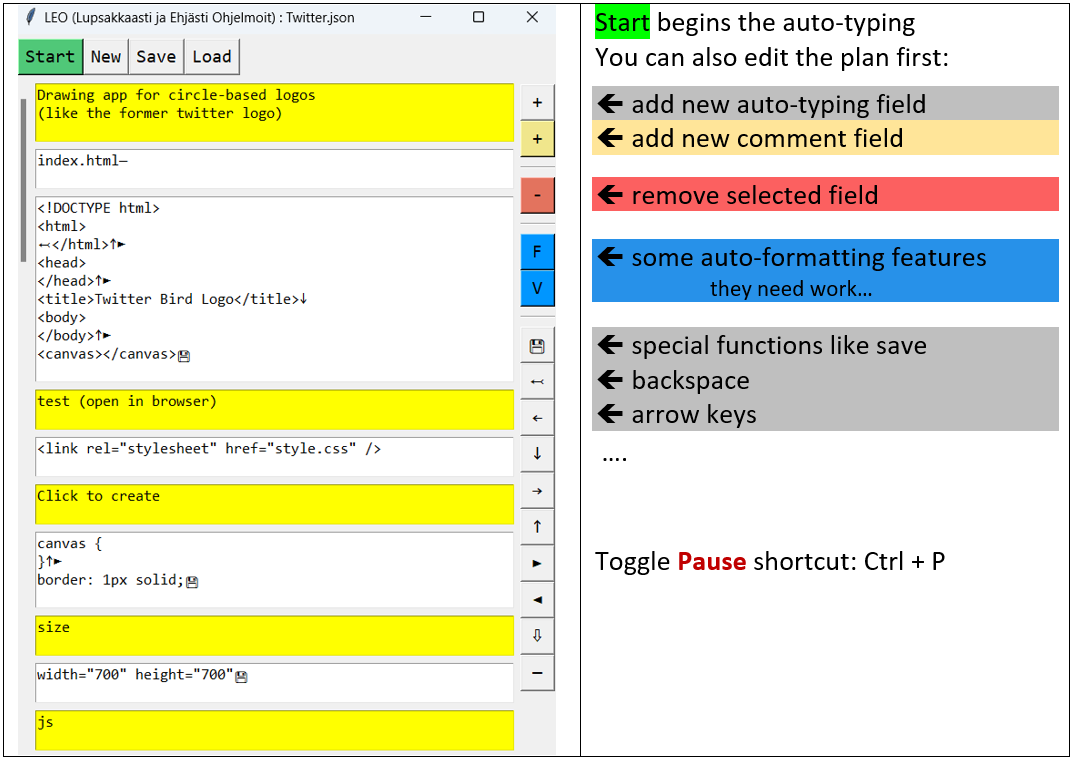 LEO (Lupsakkaasti ja Ehjästi Ohjelmoit) : Twitter.json
Start New Save Load
Drawing app for circle-based logos
(like the former twitter logo)
index.html—
<!DOCTYPE html>
<html>
⬹</html>↑►
<head>
</head>↑►
<title>Twitter Bird Logo</title>↓
<body>
</body>↑►
<canvas></canvas>💾
test (open in browser)
<link rel="stylesheet" href="style.css" />
Click to create
canvas {
}↑►
border: 1px solid;💾
size
width="700" height="700"💾
js
+
+
-
F
V
💾
⬹
←
↓
→
↑
►
◄
⇩
—
Start begins the auto-typing
You can also edit the plan first:
🡸 add new auto-typing field
🡸 add new comment field
🡸 remove selected field
🡸 some auto-formatting features
they need work…
🡸 special functions like save
🡸 backspace
🡸 arrow keys
….
Toggle Pause shortcut: Ctrl + P